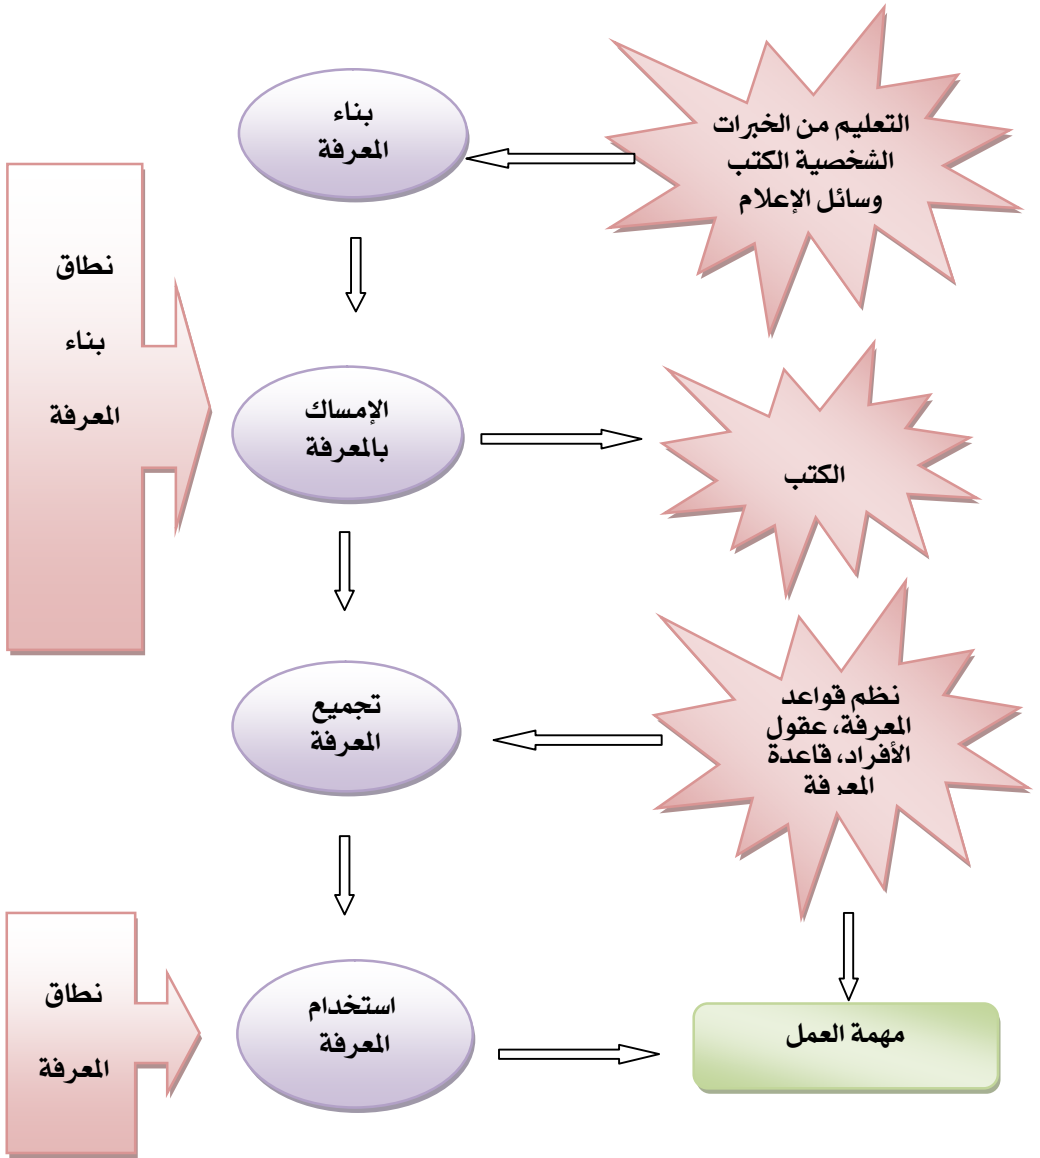 التعليم من الخبرات
الشخصية الكتب
وسائل الإعلام
بناء
المعرفة
نطاق
بناء
المعرفة
الإمساك
بالمعرفة
الكتب
نظم قواعد
المعرفة، عقول
الأفراد، قاعدة
المعرفة
تجميع
المعرفة
نطاق
المعرفة
استخدام
المعرفة
مهمة العمل